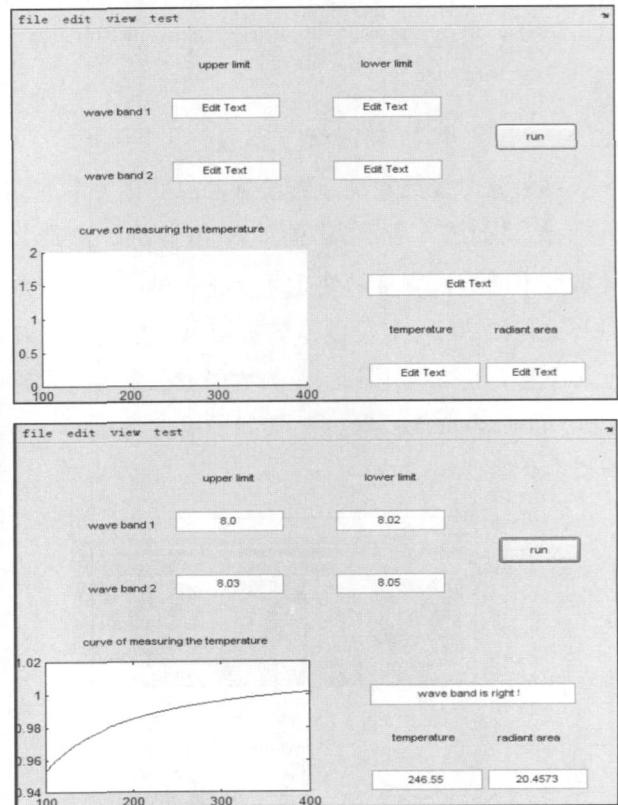 file edit view test
upper limit lower limit
wave band 1 Edit Text Edit Text
run
wave band 2 Edit Text Edit Text
curve of measuring the temperature
2
1.5
1
0.5
0
100 200 300 400
Edit Text
temperature radiant area
Edit Text Edit Text
file edit view test
upper limit lower limit
wave band 1 8.0 8.02
run
wave band 2 8.03 8.05
curve of measuring the temperature
1.02
1
0.98
0.96
0.94
100 200 300 400
wave band is right !
temperature radiant area
246.55 20.4573